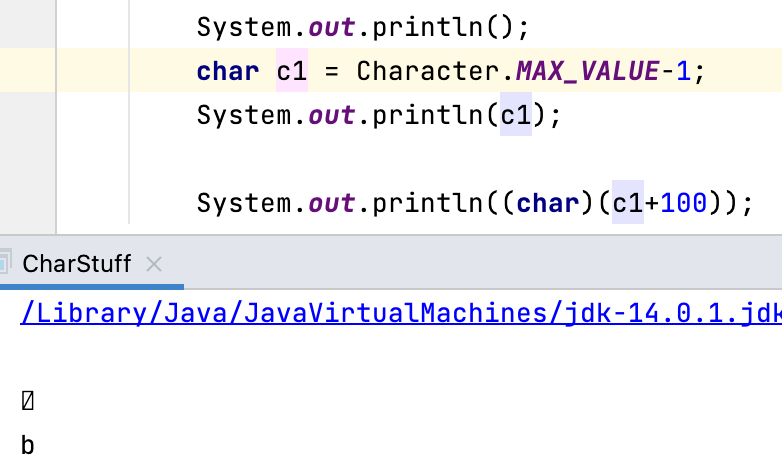 System.out.println();
char c1 = Character.MAX_VALUE-1;
System.out.println(c1);
System.out.println((char)(c1+100));
CharStuff
/Library/Java/JavaVirtualMachines/jdk-14.0.1.jdk
b